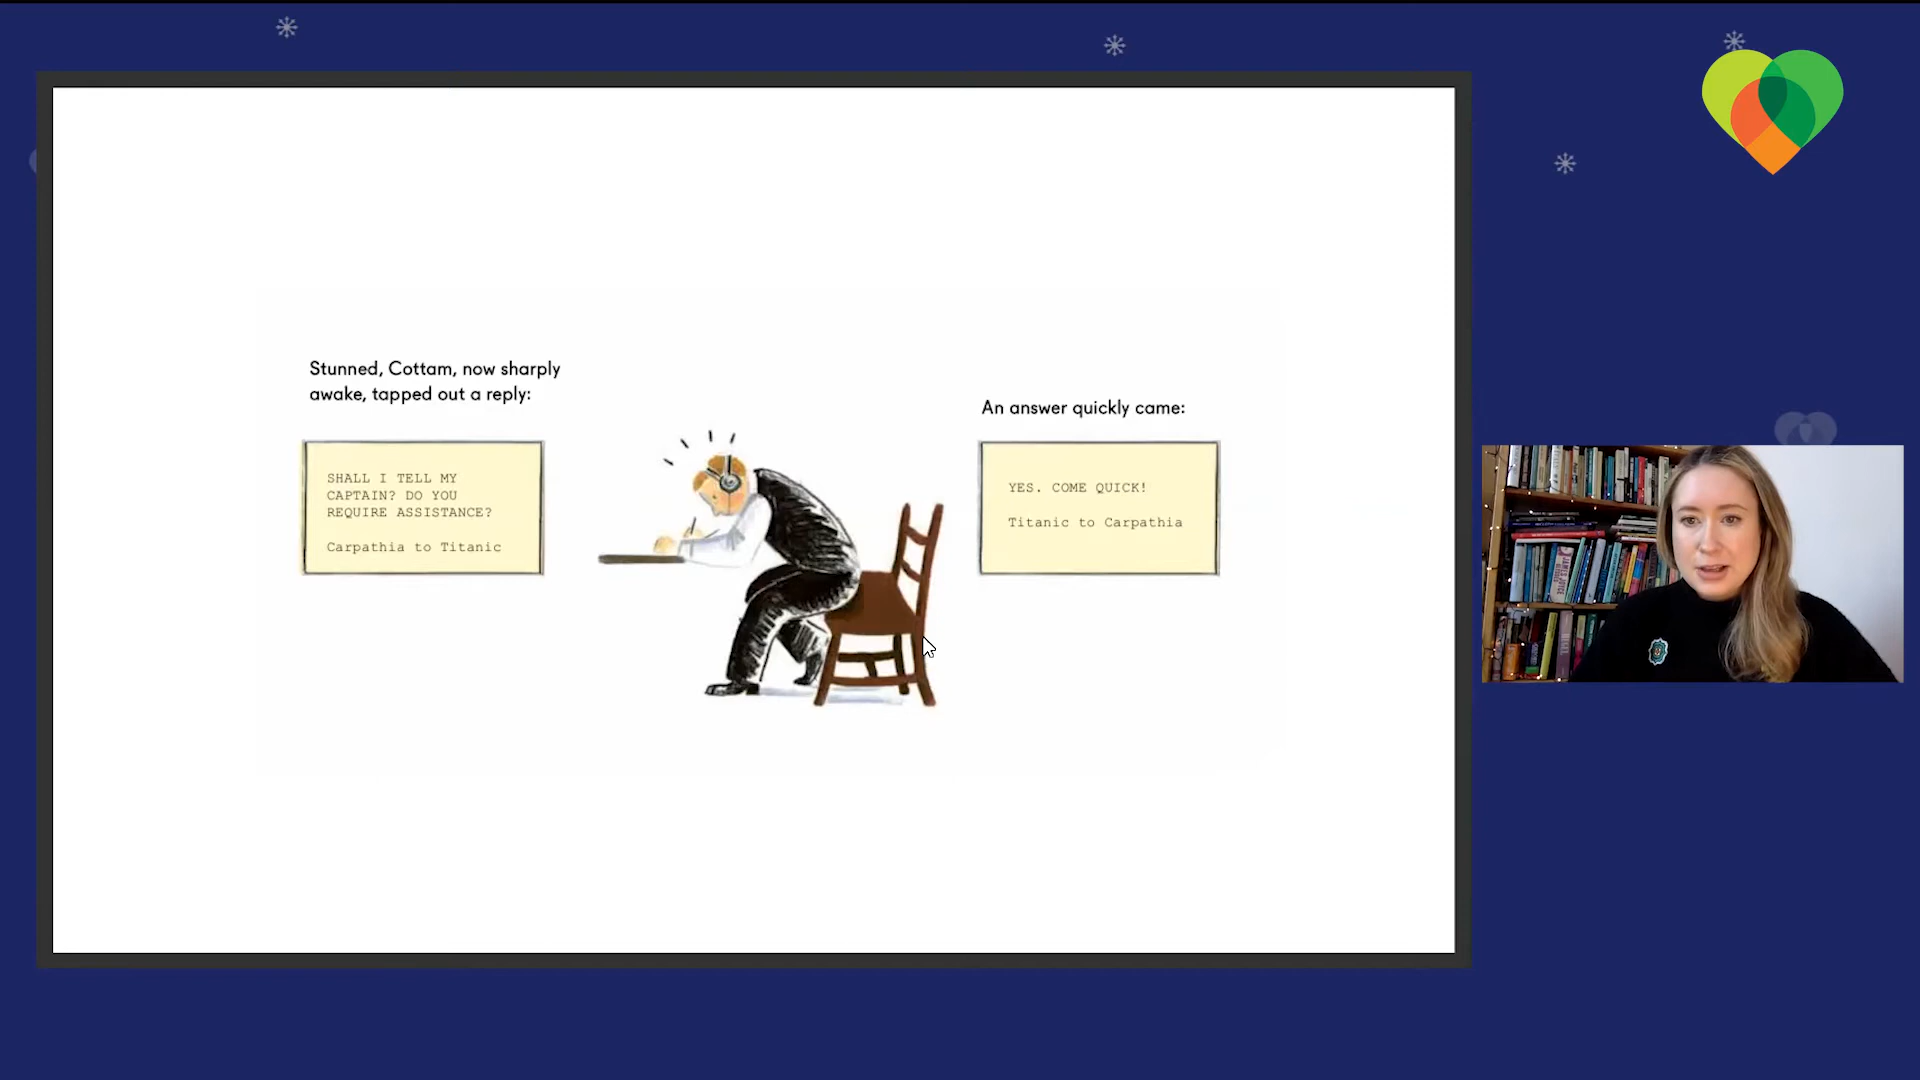 Stunned, Cottam, now sharply
awake, tapped out a reply:
SHALL I TELL MY
CAPTAIN? DO YOU
REQUIRE ASSISTANCE?
Carpathia to Titanic
An answer quickly came:
YES. COME QUICK!
Titanic to Carpathia